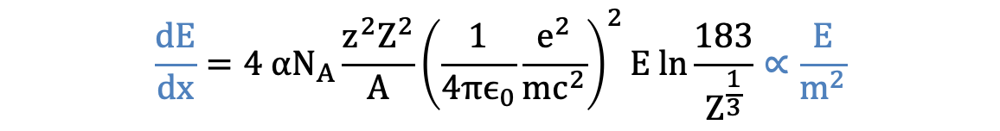 dE/dx = 4 αN_A z²Z²/A (1/4πϵ₀ e²/mc²)² E ln 183/Z^(1/3) ∝ E/m²